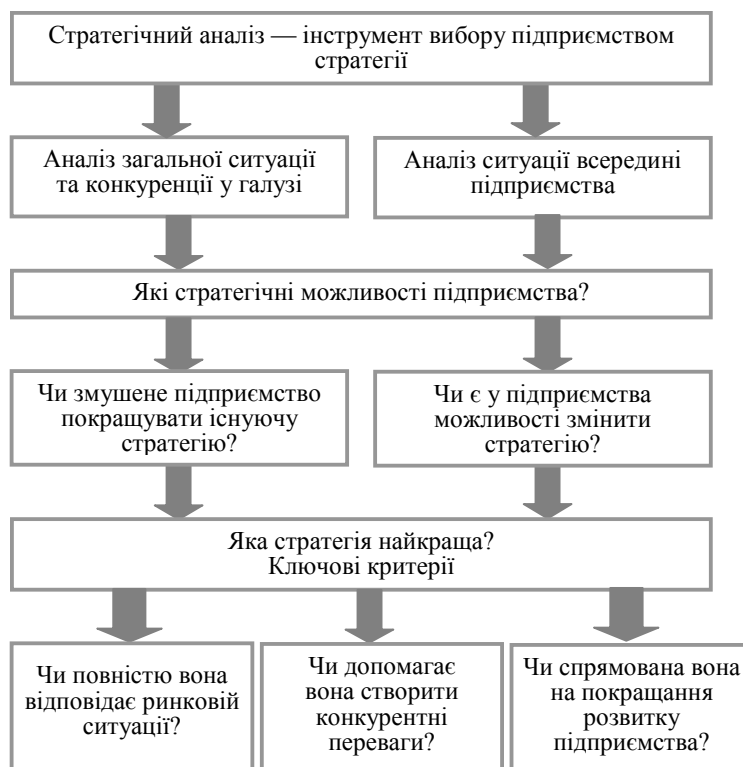 Стратегічний аналіз — інструмент вибору підприємством
стратегії
Аналіз загальної ситуації
та конкуренції у галузі
Аналіз ситуації всередині
підприємства
Які стратегічні можливості підприємства?
Чи змушене підприємство
покращувати існуючу
стратегію?
Чи є у підприємства
можливості змінити
стратегію?
Яка стратегія найкраща?
Ключові критерії
Чи повністю вона
відповідає ринковій
ситуації?
Чи допомагає
вона створити
конкурентні
переваги?
Чи спрямована вона
на покращання
розвитку
підприємства?